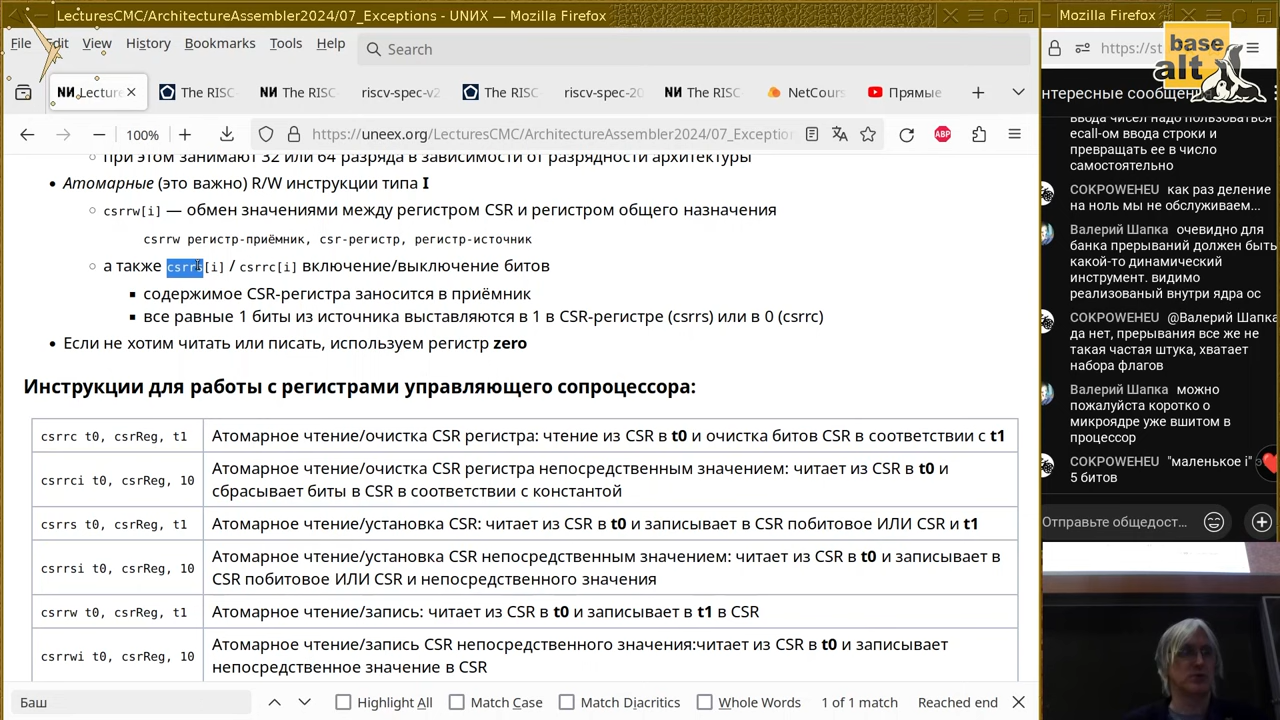 LecturesCMC/ArchitectureAssembler2024/07_Exceptions - UNИX — Mozilla Firefox
Mozilla Firefox
File Edit View History Bookmarks Tools Help
Search
https://st
base
alt
The RISC
The RISC
riscv-spec-v2
The RISC
riscv-spec-20
The RISC
NetCours
Прямые
нтересные сообщения
100%
https://uneex.org/LecturesCMC/ArchitectureAssembler2024/07_Exception
ABP
при этом занимают 32 или 64 разряда в зависимости от разрядности архитектуры
Атомарные (это важно) R/W инструкции типа I
csrrw[i] — обмен значениями между регистром CSR и регистром общего назначения
csrrw регистр-приёмник, csr-регистр, регистр-источник
а также csrrs[i] / csrrc[i] включение/выключение битов
содержимое CSR-регистра заносится в приёмник
все равные 1 биты из источника выставляются в 1 в CSR-регистре (csrrs) или в 0 (csrrc)
Если не хотим читать или писать, используем регистр zero
Инструкции для работы с регистрами управляющего сопроцессора:
csrrc t0, csrReg, t1
Атомарное чтение/очистка CSR регистра: чтение из CSR в t0 и очистка битов CSR в соответствии с t1
csrrci t0, csrReg, 10
Атомарное чтение/очистка CSR регистра непосредственным значением: читает из CSR в t0 и
сбрасывает биты в CSR в соответствии с константой
csrrs t0, csrReg, t1
Атомарное чтение/установка CSR: читает из CSR в t0 и записывает в CSR побитовое ИЛИ CSR и t1
csrrsi t0, csrReg, 10
Атомарное чтение/установка CSR непосредственным значением: читает из CSR в t0 и записывает в
CSR побитовое ИЛИ CSR и непосредственного значения
csrrw t0, csrReg, t1
Атомарное чтение/запись: читает из CSR в t0 и записывает в t1 в CSR
csrrwi t0, csrReg, 10
Атомарное чтение/запись CSR непосредственного значения:читает из CSR в t0 и записывает
непосредственное значение в CSR
ввода чисел надо пользоваться
ecall-ом ввода строки и
превращать ее в число
самостоятельно
COKPOWEHEU как раз деление
на ноль мы не обслуживаем...
Валерий Шапка очевидно для
банка прерываний должен быть
какой-то динамический
инструмент. видимо
реализованый внутри ядра ос
COKPOWEHEU @Валерий Шапка
да нет, прерывания все же не
такая частая штука, хватает
набора флагов
Валерий Шапка можно
пожалуйста коротко о
микроядре уже вшитом в
процессор
COKPOWEHEU "маленькое i"
5 битов
Отправьте общедост...
Баш
Highlight All Match Case Match Diacritics Whole Words 1 of 1 match Reached end